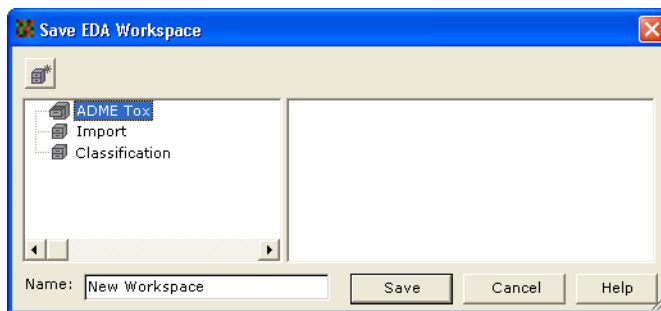 Save EDA Workspace
ADME Tox
Import
Classification
Name: New Workspace Save Cancel Help